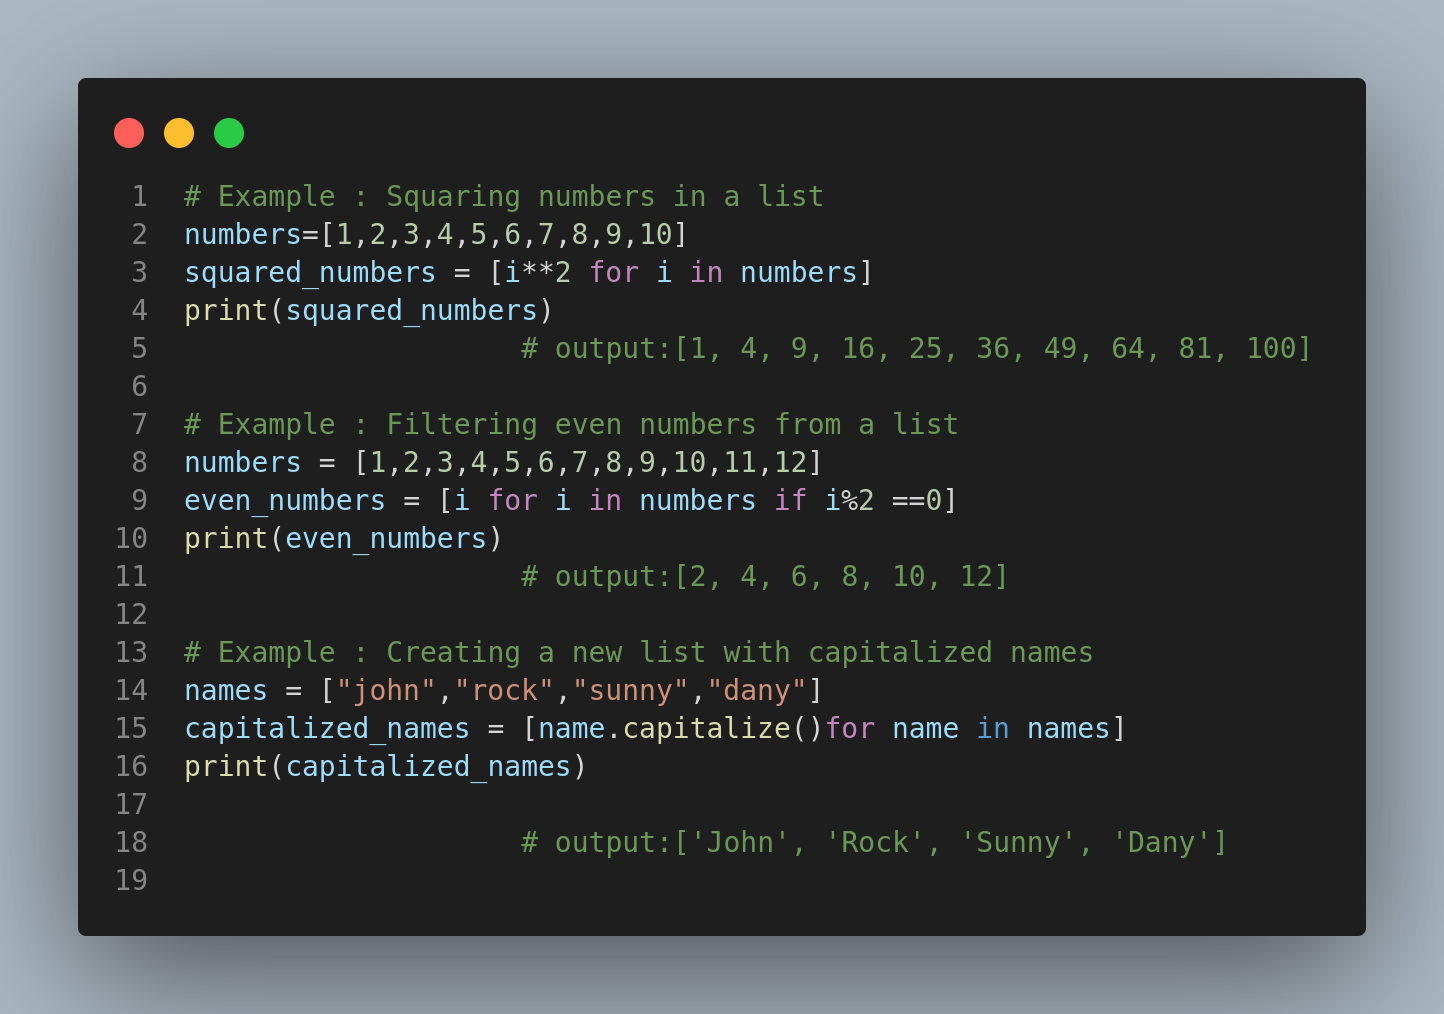 1 # Example : Squaring numbers in a list
2 numbers=[1,2,3,4,5,6,7,8,9,10]
3 squared_numbers = [i**2 for i in numbers]
4 print(squared_numbers)
5                     # output:[1, 4, 9, 16, 25, 36, 49, 64, 81, 100]
6
7 # Example : Filtering even numbers from a list
8 numbers = [1,2,3,4,5,6,7,8,9,10,11,12]
9 even_numbers = [i for i in numbers if i%2 ==0]
10 print(even_numbers)
11                     # output:[2, 4, 6, 8, 10, 12]
12
13 # Example : Creating a new list with capitalized names
14 names = ["john","rock","sunny","dany"]
15 capitalized_names = [name.capitalize()for name in names]
16 print(capitalized_names)
17
18                     # output:['John', 'Rock', 'Sunny', 'Dany']
19